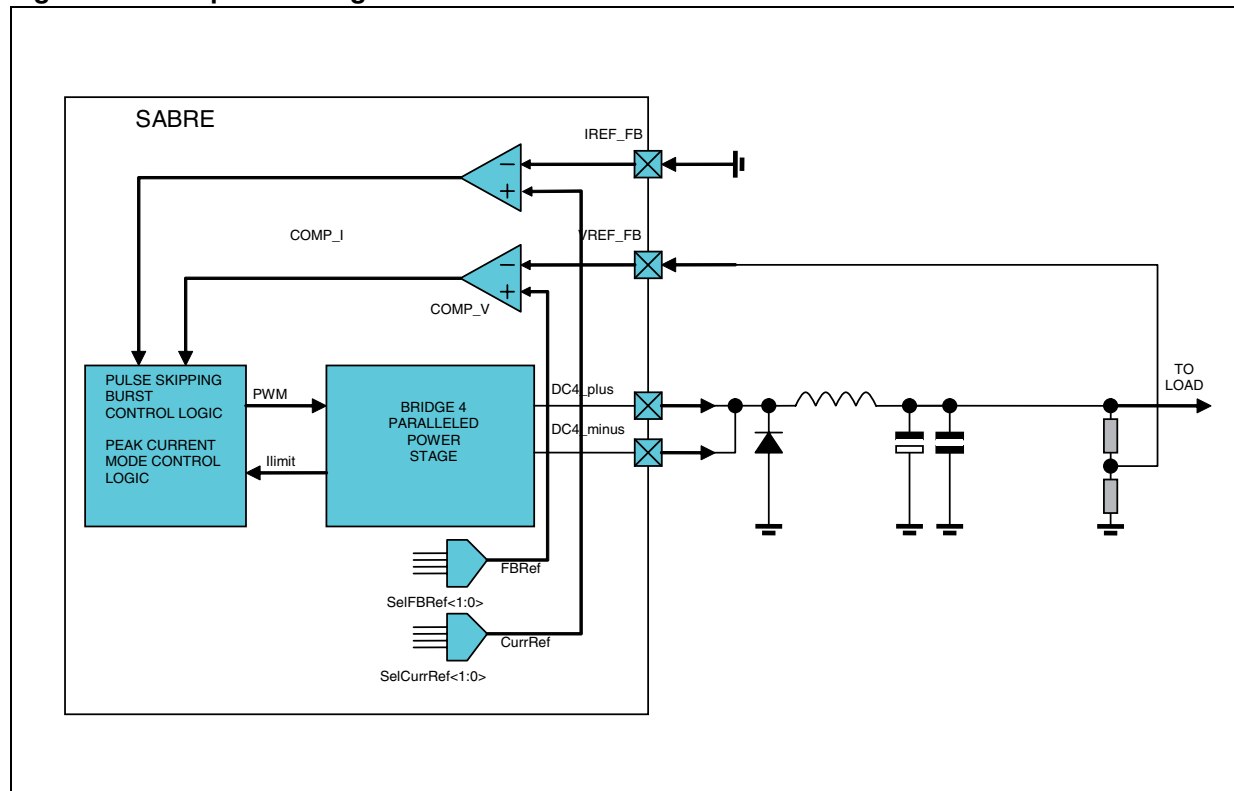 SABRE
IREF_FB
COMP_I
VREF_FB
COMP_V
PULSE SKIPPING
BURST
CONTROL LOGIC
PEAK CURRENT
MODE CONTROL
LOGIC
PWM
Ilimit
BRIDGE 4
PARALLELED
POWER
STAGE
DC4_plus
DC4_minus
TO
LOAD
FBRef
SelFBRef<1:0>
CurrRef
SelCurrRef<1:0>